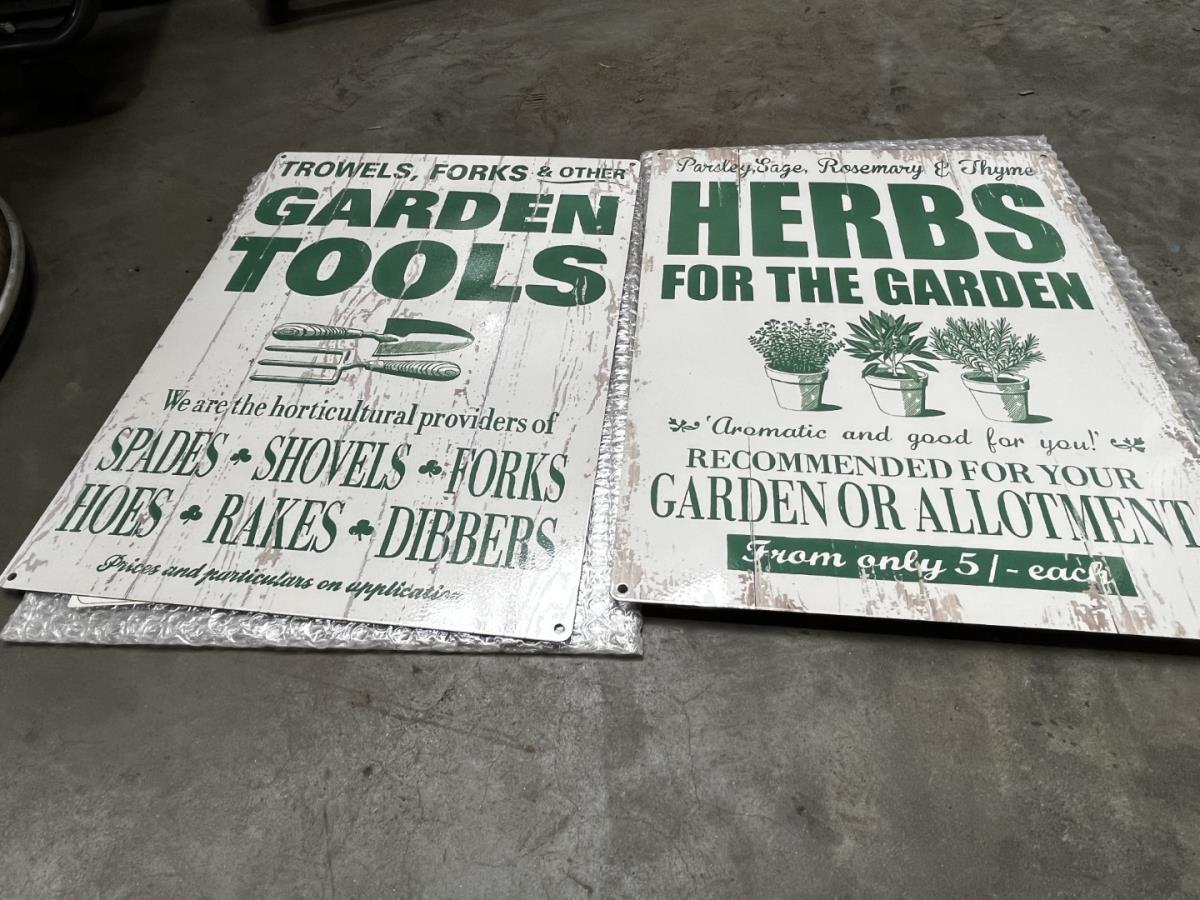 TROWELS, FORKS & OTHER
GARDEN
TOOLS
We are the horticultural providers of
SPADES ♣ SHOVELS ♣ FORKS
HOES ♣ RAKES ♣ DIBBERS
Prices and particulars on application
Parsley, Sage, Rosemary & Thyme
HERBS
FOR THE GARDEN
'Aromatic and good for you!'
RECOMMENDED FOR YOUR
GARDEN OR ALLOTMENT
From only 5/- each